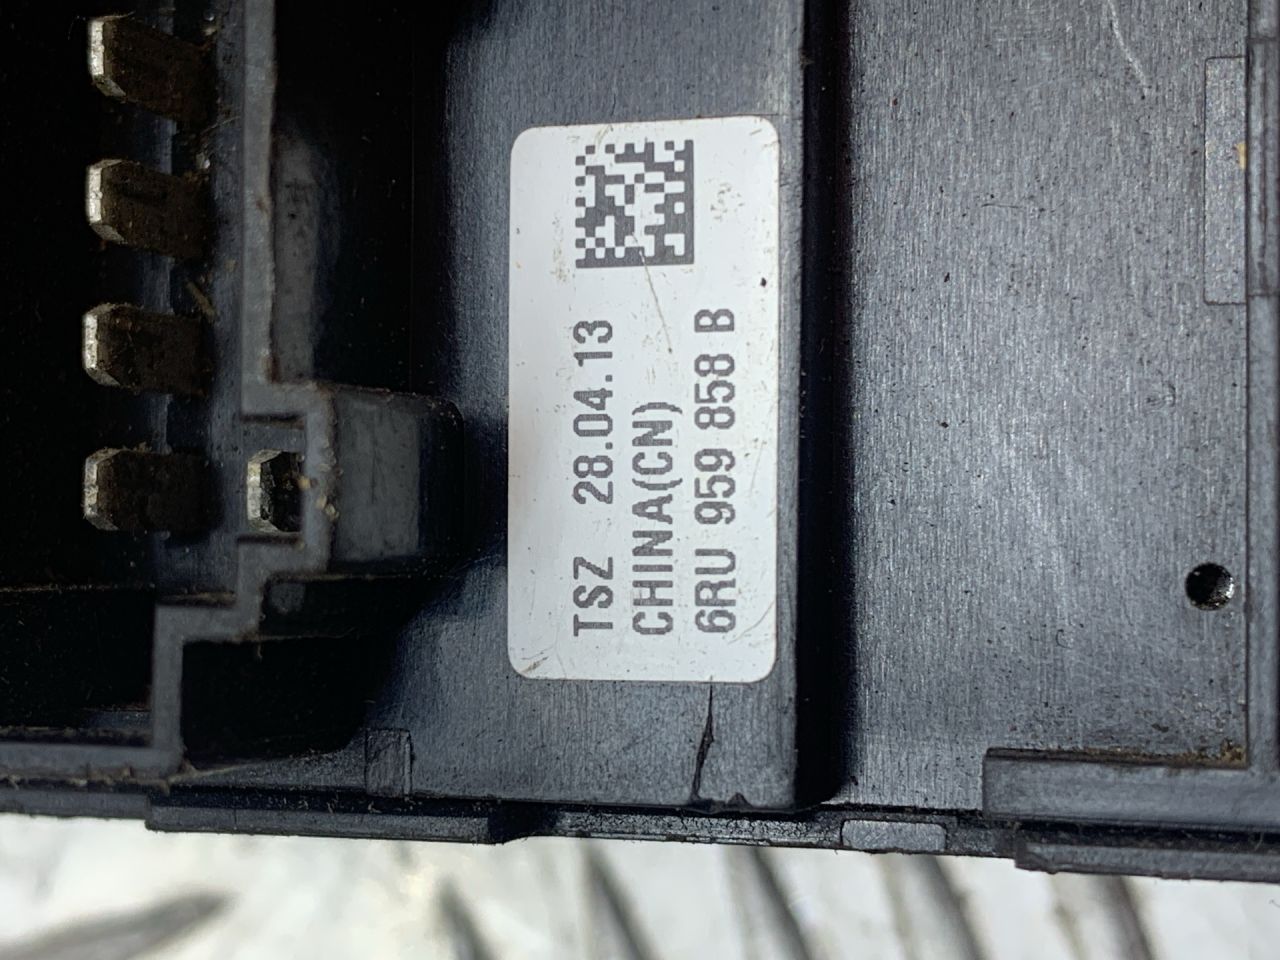 TSZ 28.04.13
CHINA(CN)
6RU 959 858 B